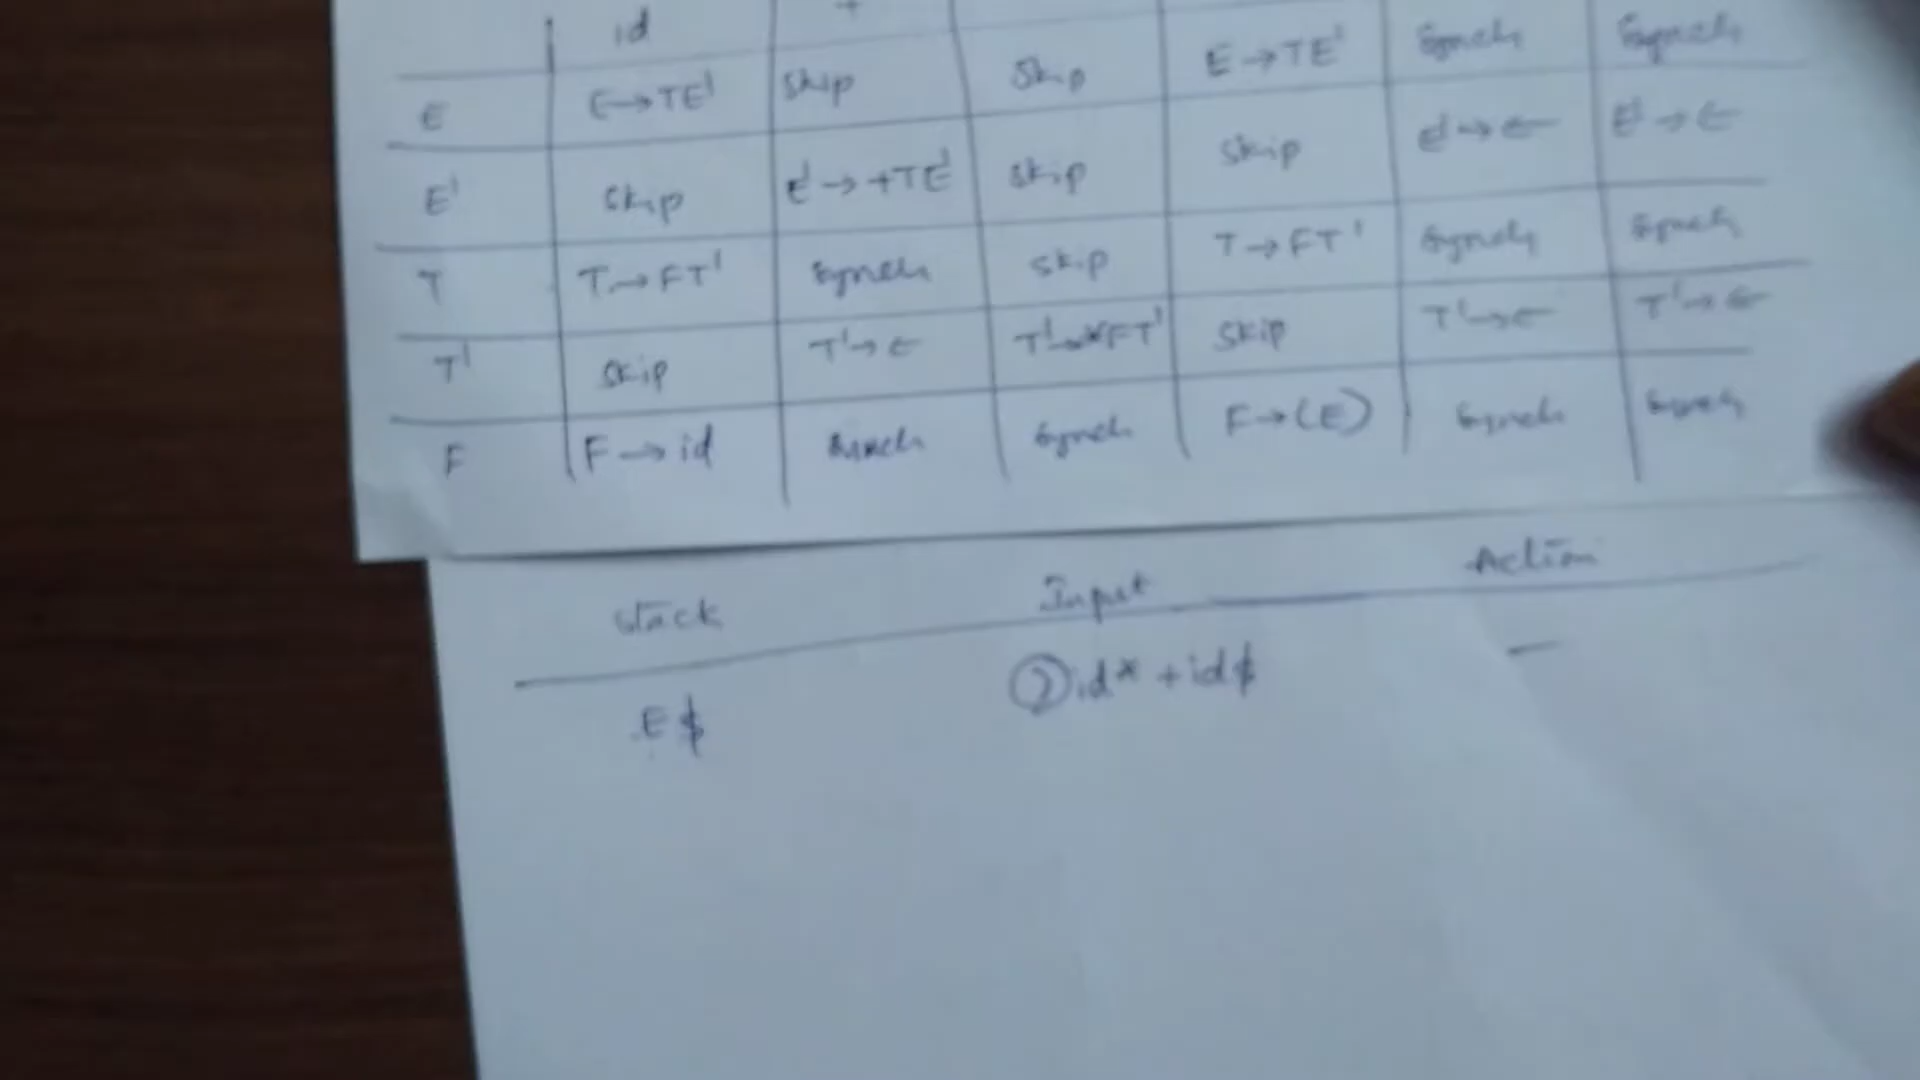 id +
E E→TE' Skip Skip E→TE' Synch Synch
E' Skip E'→+TE' Skip Skip E'→ϵ E'→ϵ
T T→FT' Synch Skip T→FT' Synch Synch
T' Skip T'→ϵ T'→*FT' Skip T'→ϵ T'→ϵ
F F→id Synch Synch F→(E) Synch Synch
Stack Input Action
E$ )id*+id$ —